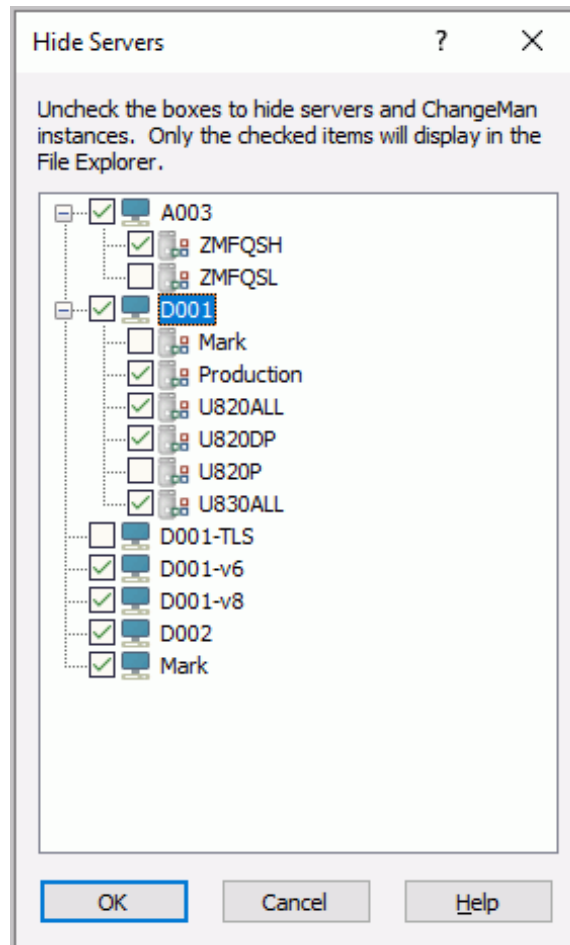 Hide Servers ? ×
Uncheck the boxes to hide servers and ChangeMan
instances. Only the checked items will display in the
File Explorer.
A003
ZMFQSH
ZMFQSL
D001
Mark
Production
U820ALL
U820DP
U820P
U830ALL
D001-TLS
D001-v6
D001-v8
D002
Mark
OK Cancel Help